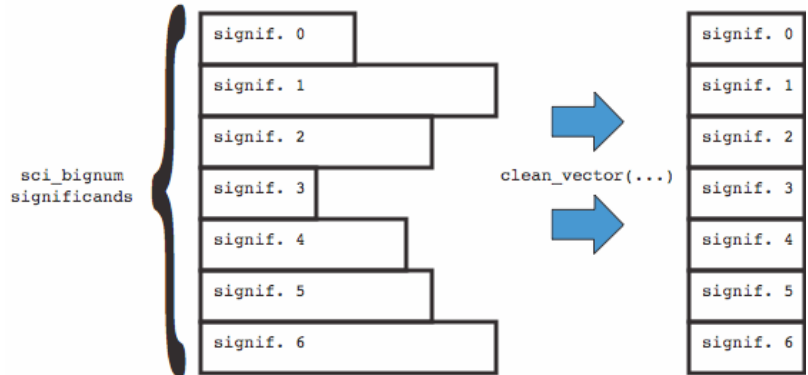 signif. 0
signif. 1
signif. 2
signif. 3
signif. 4
signif. 5
signif. 6
sci_bignum
significands
clean_vector(...)
signif. 0
signif. 1
signif. 2
signif. 3
signif. 4
signif. 5
signif. 6